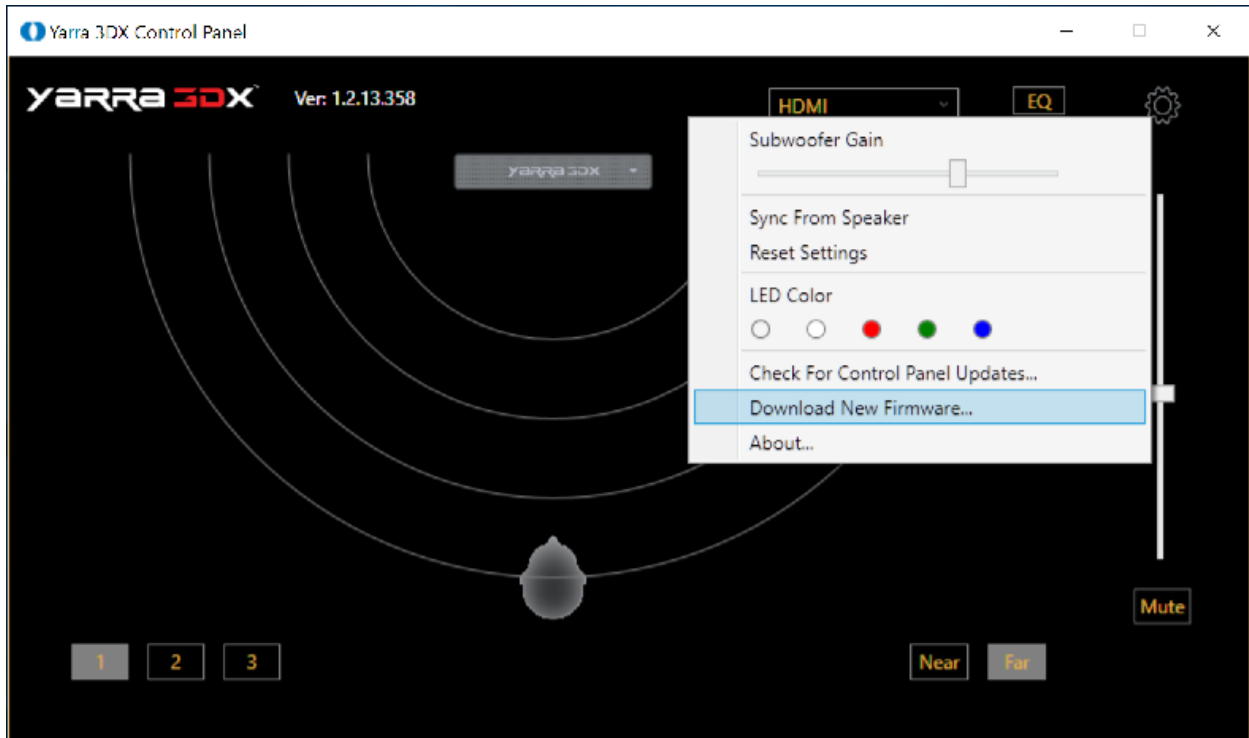 Yarra 3DX Control Panel
YARRA 3DX Ver: 1.2.13.358
HDMI
EQ
YARRA 3DX
Subwoofer Gain
Sync From Speaker
Reset Settings
LED Color
Check For Control Panel Updates...
Download New Firmware...
About...
Mute
1 2 3
Near Far